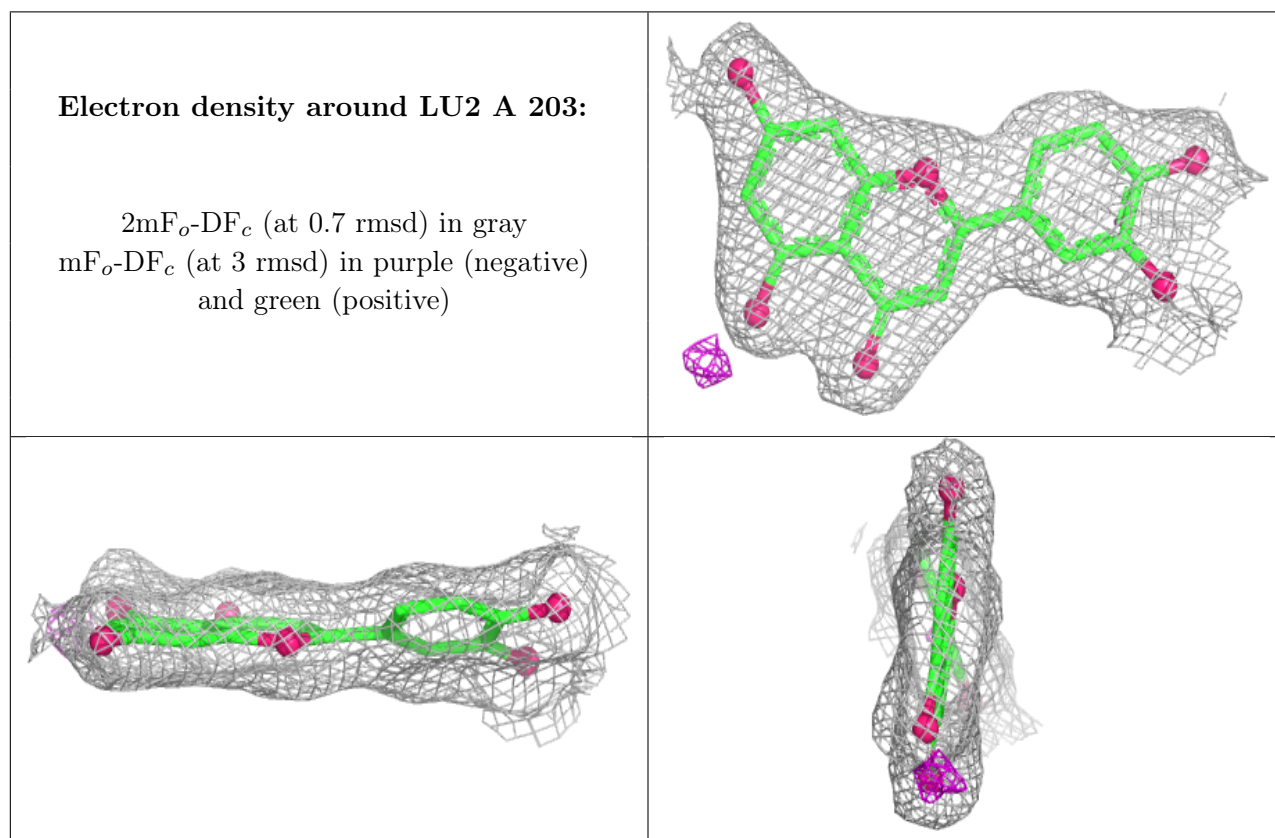 Electron density around LU2 A 203:
2mFo-DFc (at 0.7 rmsd) in gray
mFo-DFc (at 3 rmsd) in purple (negative)
and green (positive)